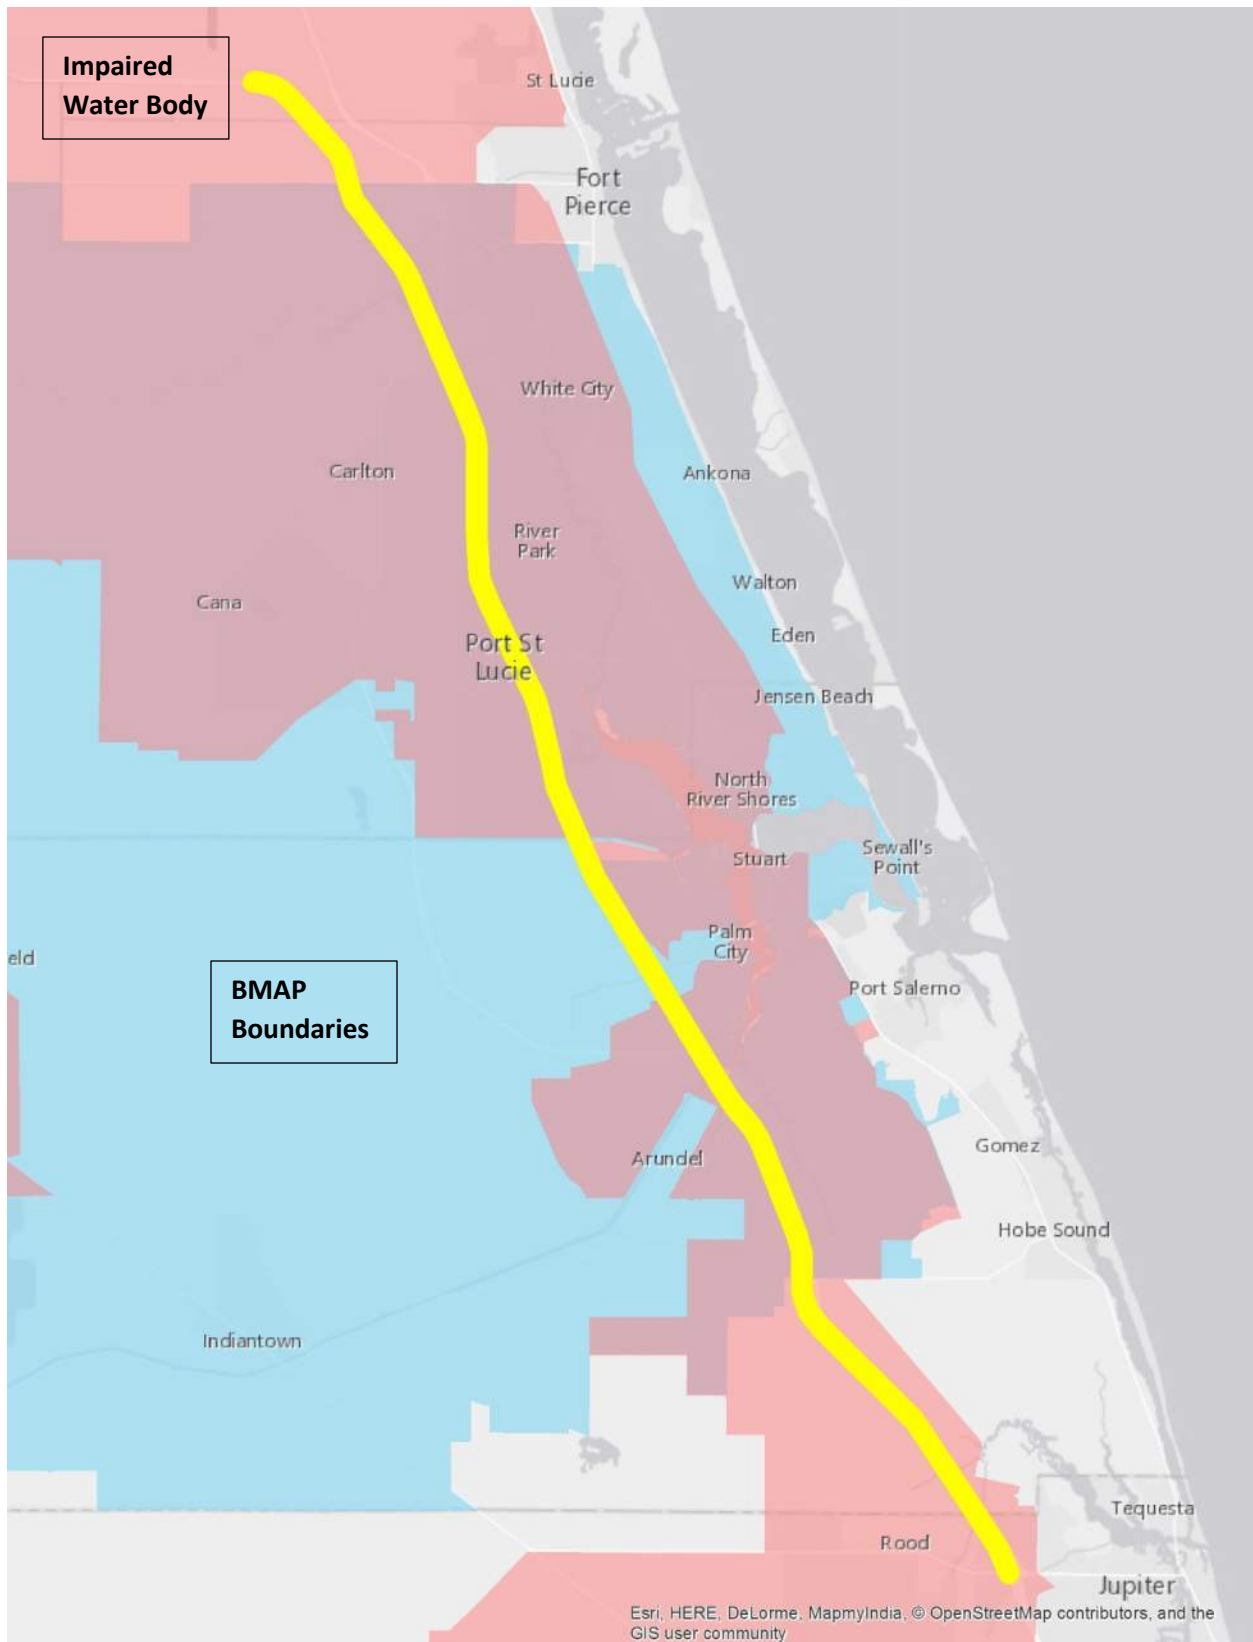 Impaired
Water Body
St Lucie
Fort
Pierce
White City
Ankona
Carlton
River
Park
Walton
Cana
Eden
Port St
Lucie
Jensen Beach
North
River Shores
Sewall's
Point
Stuart
Palm
City
eld
BMAP
Boundaries
Port Salerno
Gomez
Arundel
Hobe Sound
Indiantown
Tequesta
Rood
Jupiter
Esri, HERE, DeLorme, MapmyIndia, © OpenStreetMap contributors, and the
GIS user community